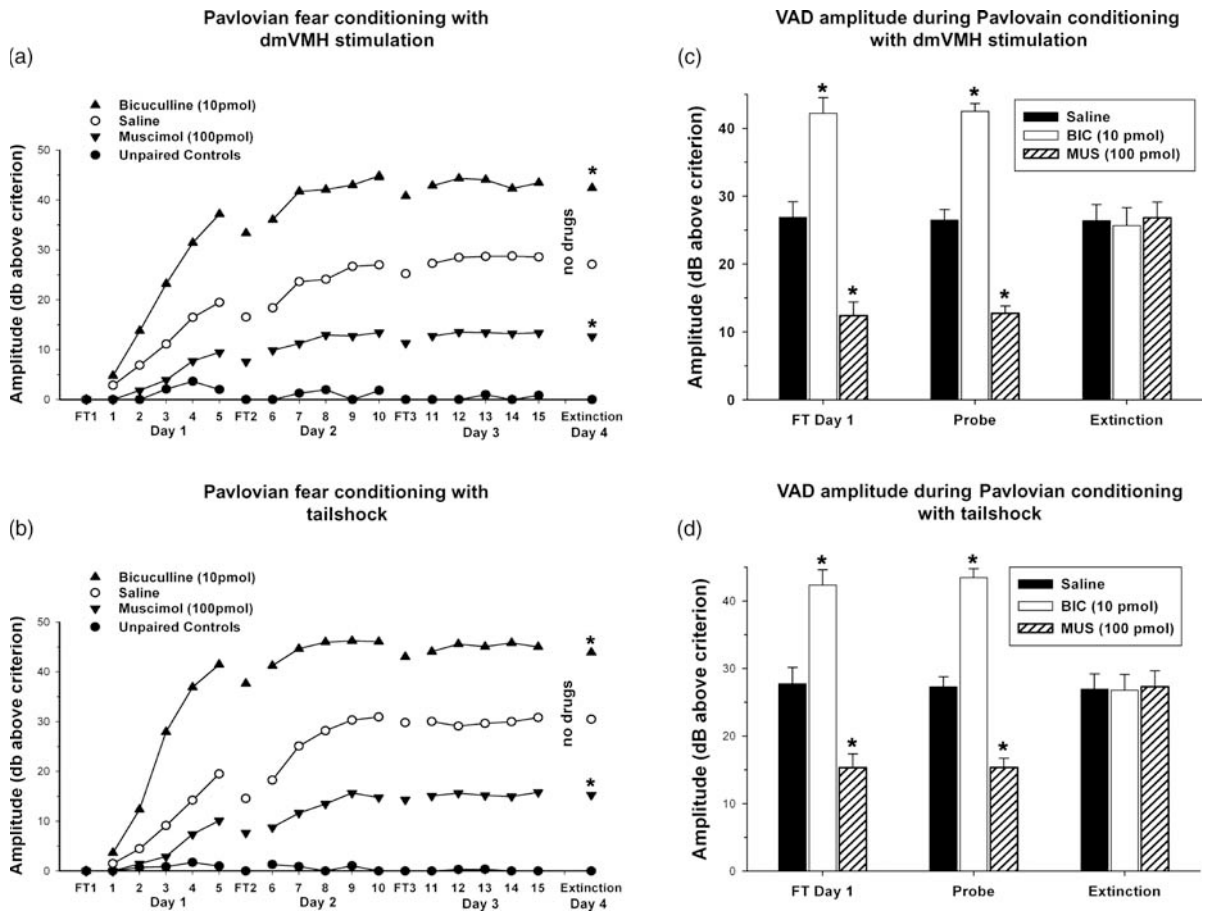 Pavlovian fear conditioning with
dmVMH stimulation
(a)
Bicuculline (10pmol)
Saline
Muscimol (100pmol)
Unpaired Controls
Amplitude (db above criterion)
50
40
30
20
10
0
*
*
no drugs
FT1 1 2 3 4 5 FT2 6 7 8 9 10 FT3 11 12 13 14 15 Extinction
Day 1 Day 2 Day 3 Day 4
VAD amplitude during Pavlovain conditioning
with dmVMH stimulation
(c)
Saline
BIC (10 pmol)
MUS (100 pmol)
Amplitude (dB above criterion)
40
30
20
10
0
*
*
*
*
FT Day 1 Probe Extinction
Pavlovian fear conditioning with
tailshock
(b)
Bicuculline (10pmol)
Saline
Muscimol (100pmol)
Unpaired Controls
Amplitude (db above criterion)
50
40
30
20
10
0
*
*
no drugs
FT1 1 2 3 4 5 FT2 6 7 8 9 10 FT3 11 12 13 14 15 Extinction
Day 1 Day 2 Day 3 Day 4
VAD amplitude during Pavlovian conditioning
with tailshock
(d)
Saline
BIC (10 pmol)
MUS (100 pmol)
Amplitude (dB above criterion)
40
30
20
10
0
*
*
*
*
FT Day 1 Probe Extinction